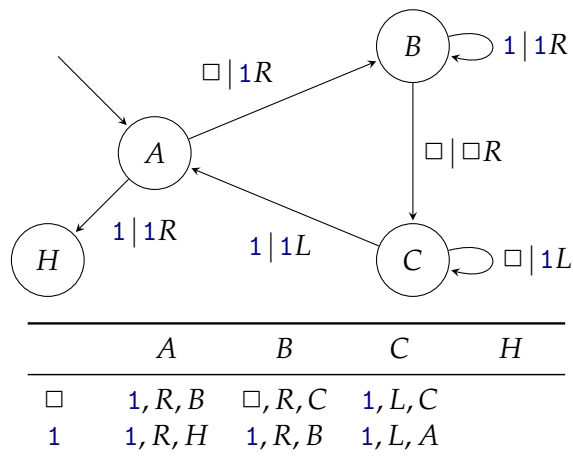 B
1|1R
□|1R
A
□|□R
1|1R
1|1L
H
C
□|1L
A B C H
□ 1, R, B □, R, C 1, L, C
1 1, R, H 1, R, B 1, L, A